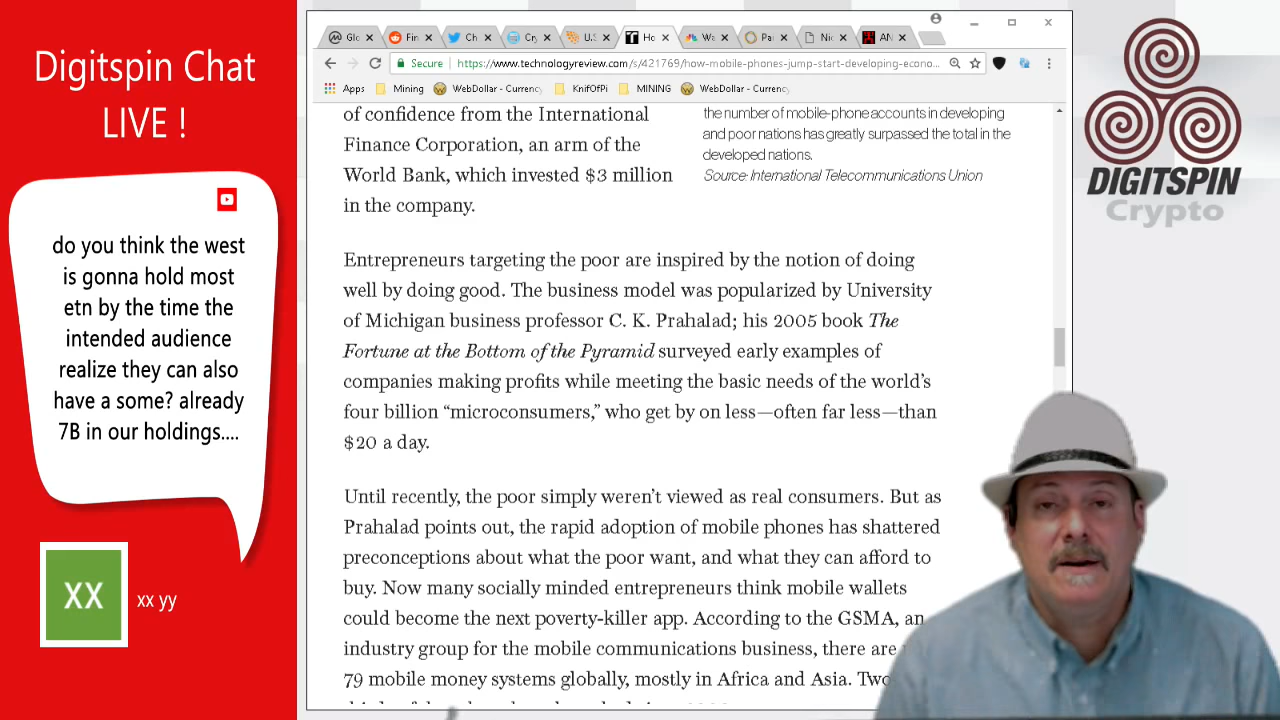 Digitspin Chat
LIVE !
do you think the west
is gonna hold most
etn by the time the
intended audience
realize they can also
have a some? already
7B in our holdings....
XX
xx yy
Glo
Fin
Ch
Cry
U.S
Ho
Wa
Pa
Nic
Secure
https://www.technologyreview.com/s/421769/how-mobile-phones-jump-start-developing-econo...
Apps
Mining
WebDollar - Currency
KnifOfPi
MINING
WebDollar - Currency
of confidence from the International
Finance Corporation, an arm of the
World Bank, which invested $3 million
in the company.
the number of mobile-phone accounts in developing
and poor nations has greatly surpassed the total in the
developed nations.
Source: International Telecommunications Union
Entrepreneurs targeting the poor are inspired by the notion of doing
well by doing good. The business model was popularized by University
of Michigan business professor C. K. Prahalad; his 2005 book The
Fortune at the Bottom of the Pyramid surveyed early examples of
companies making profits while meeting the basic needs of the world's
four billion “microconsumers,” who get by on less—often far less—than
$20 a day.
Until recently, the poor simply weren't viewed as real consumers. But as
Prahalad points out, the rapid adoption of mobile phones has shattered
preconceptions about what the poor want, and what they can afford to
buy. Now many socially minded entrepreneurs think mobile wallets
could become the next poverty-killer app. According to the GSMA, an
industry group for the mobile communications business, there are
79 mobile money systems globally, mostly in Africa and Asia. Two
DIGITSPIN
Crypto